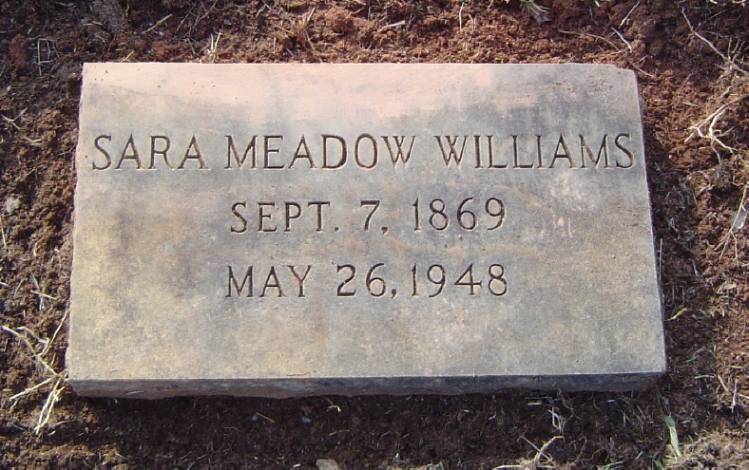 SARA MEADOW WILLIAMS
SEPT. 7, 1869
MAY 26, 1948